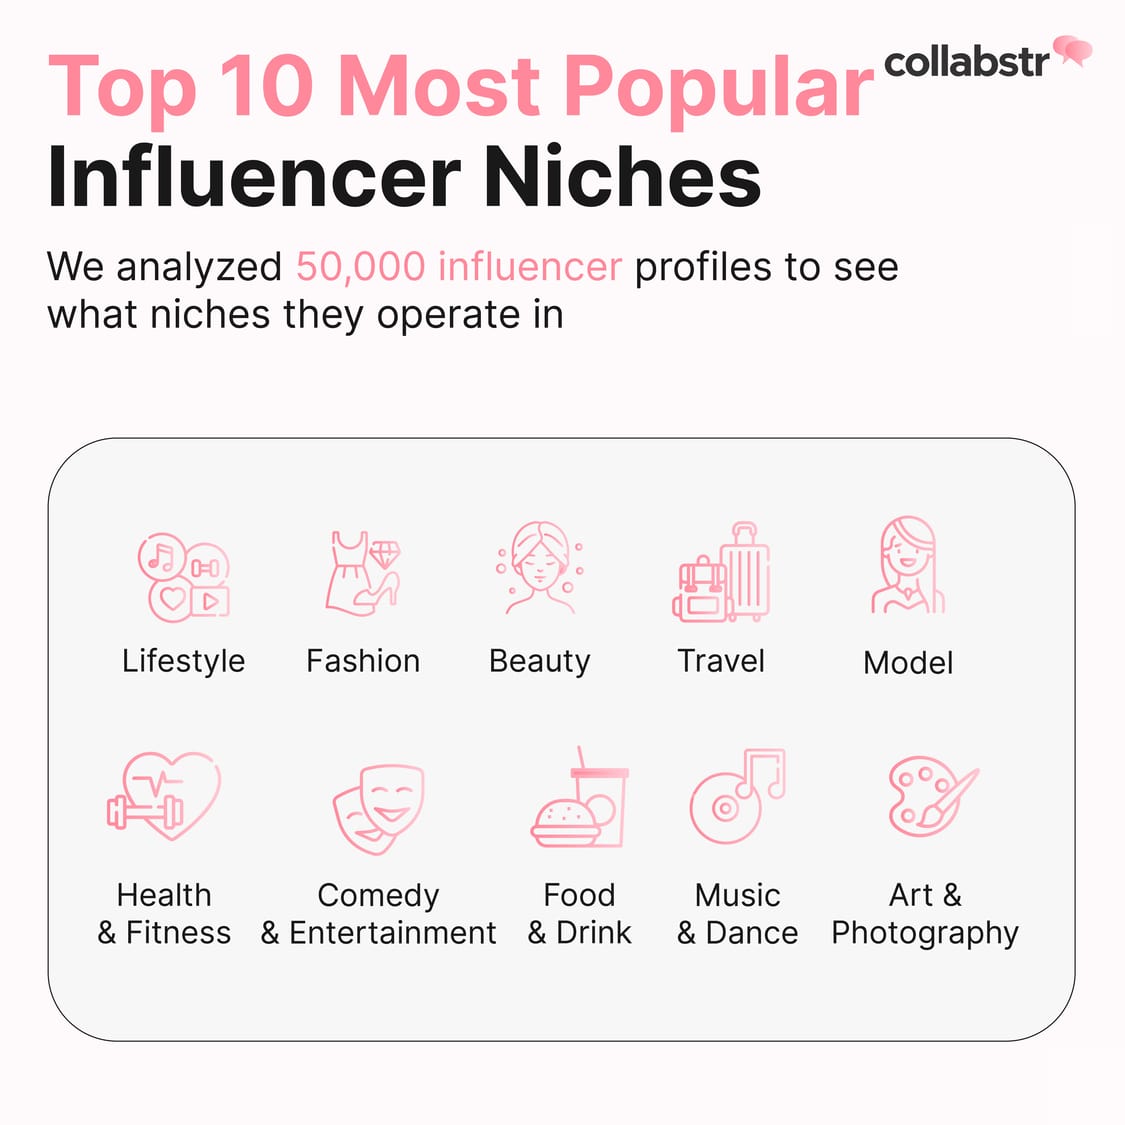 Top 10 Most Popular
collabstr
Influencer Niches
We analyzed 50,000 influencer profiles to see
what niches they operate in
Lifestyle
Fashion
Beauty
Travel
Model
Health
& Fitness
Comedy
& Entertainment
Food
& Drink
Music
& Dance
Art &
Photography